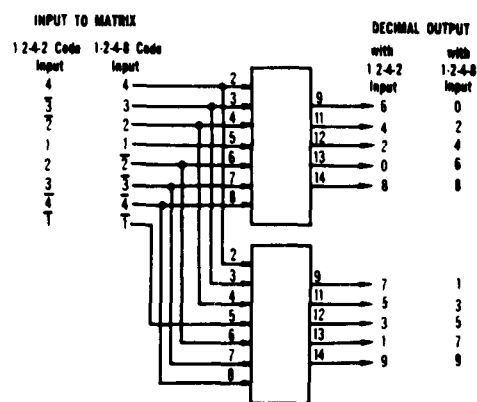 INPUT TO MATRIX
DECIMAL OUTPUT
1 2-4-2 Code 1-2-4-8 Code
Input Input
with with
1 2-4-2 1-2-4-8
Input Input
4 4 2
3̅ 3 3 9 6 0
2̅ 2 4 11 4 2
1 1 5 12 2 4
2 2̅ 6 13 0 6
3 3̅ 7 14 8 8
4̅ 4̅ 8
1̅ 1̅
2
3 9 7 1
4 11 5 3
5 12 3 5
6 13 1 7
7 14 9 9
8